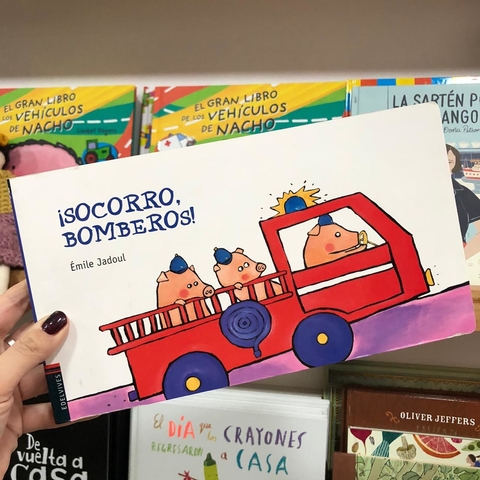 EL GRAN LIBRO
DE LOS VEHÍCULOS
DE NACHO
EL GRAN LIBRO
DE LOS VEHÍCULOS
DE NACHO
LA SARTÉN PO
MANGO
¡SOCORRO,
BOMBEROS!
Émile Jadoul
EDELVIVES
De
vuelta a
casa
El DÍA que los CRAYONES
REGRESARON a CASA
OLIVER JEFFERS